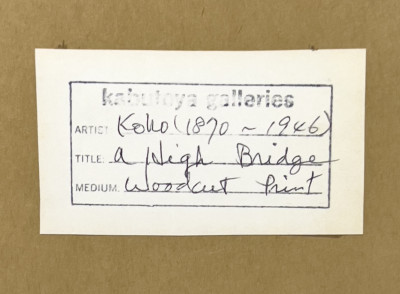 kabutoya galleries
ARTIST: Koho (1870 ~ 1946)
TITLE: A High Bridge
MEDIUM: Woodcut Print